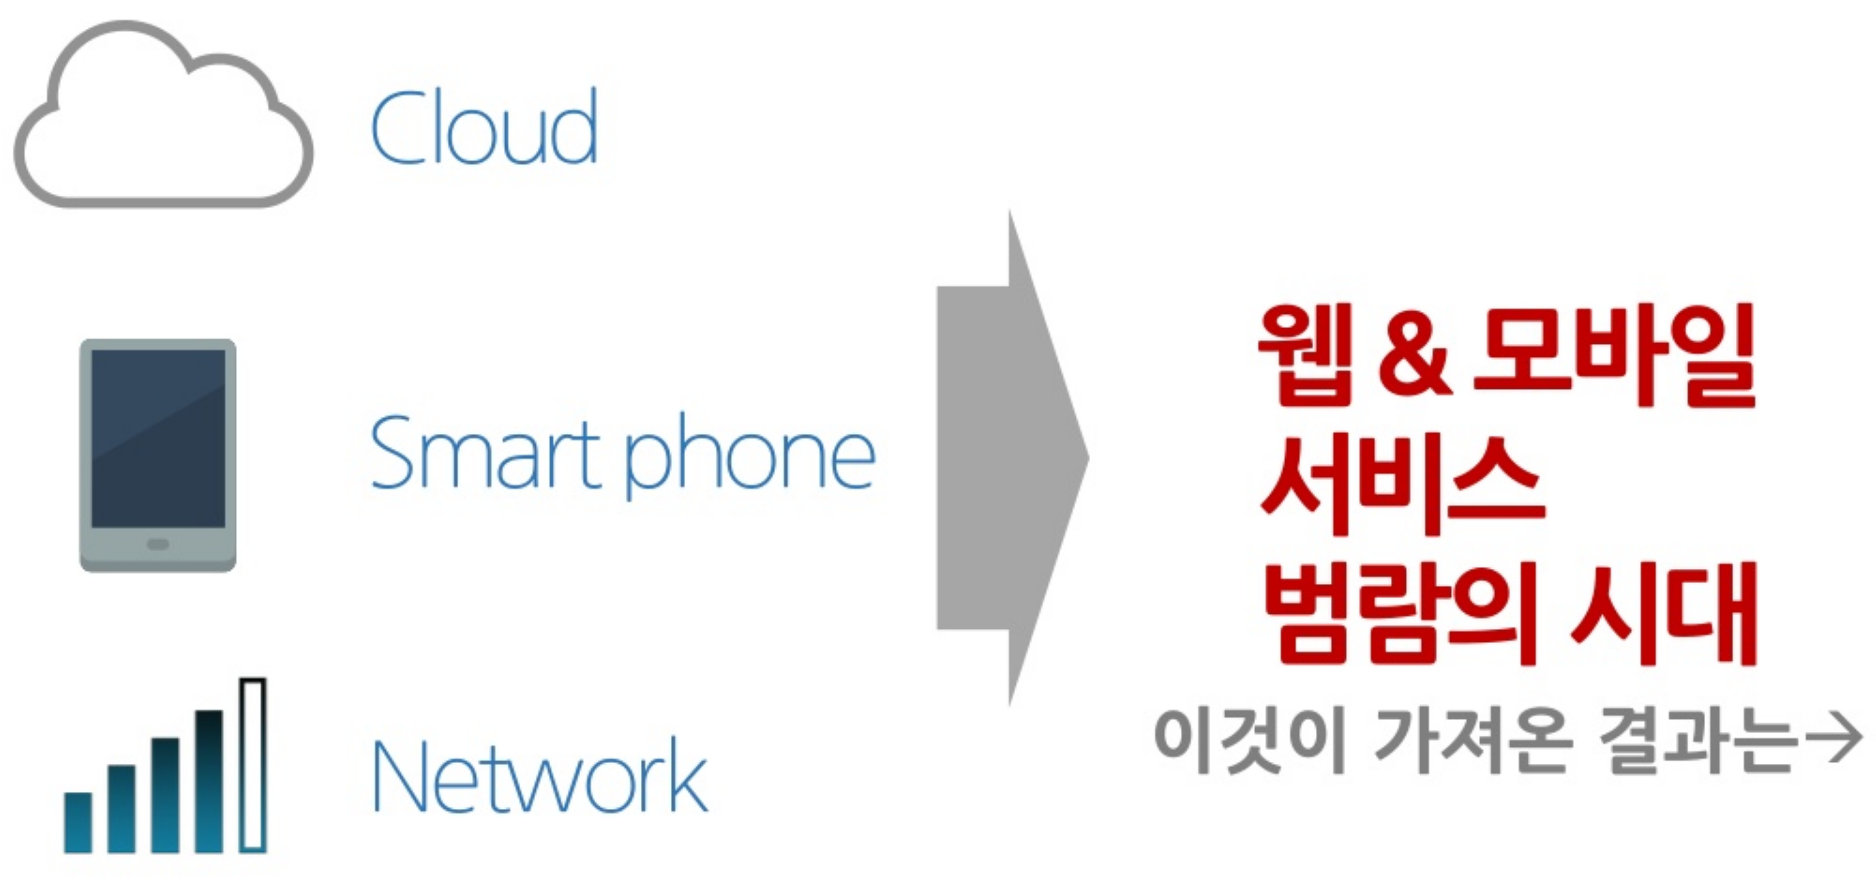 Cloud
Smart phone
Network
웹 & 모바일
서비스
범람의 시대
이것이 가져온 결과는→